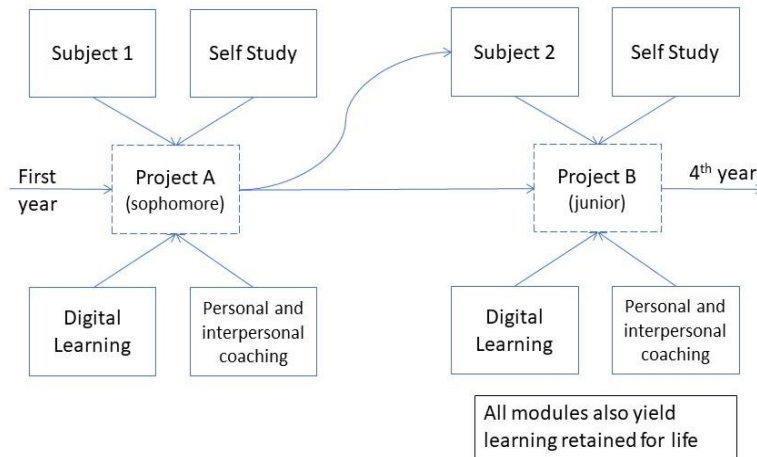 Subject 1
Self Study
Subject 2
Self Study
First
year
Project A
(sophomore)
Project B
(junior)
4th year
Digital
Learning
Personal and
interpersonal
coaching
Digital
Learning
Personal and
interpersonal
coaching
All modules also yield
learning retained for life